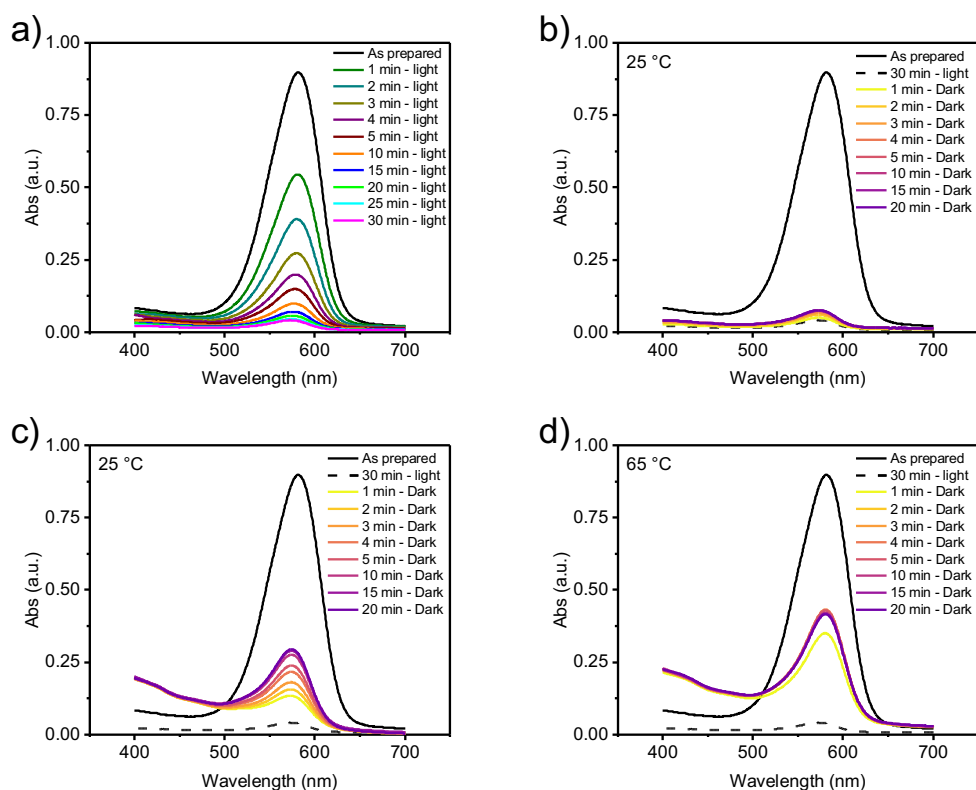 a)
1.00
0.75
0.50
0.25
0.00
Abs (a.u.)
400 500 600 700
Wavelength (nm)
As prepared
1 min - light
2 min - light
3 min - light
4 min - light
5 min - light
10 min - light
15 min - light
20 min - light
25 min - light
30 min - light
b)
25 °C
1.00
0.75
0.50
0.25
0.00
Abs (a.u.)
400 500 600 700
Wavelength (nm)
As prepared
30 min - light
1 min - Dark
2 min - Dark
3 min - Dark
4 min - Dark
5 min - Dark
10 min - Dark
15 min - Dark
20 min - Dark
c)
25 °C
1.00
0.75
0.50
0.25
0.00
Abs (a.u.)
400 500 600 700
Wavelength (nm)
As prepared
30 min - light
1 min - Dark
2 min - Dark
3 min - Dark
4 min - Dark
5 min - Dark
10 min - Dark
15 min - Dark
20 min - Dark
d)
65 °C
1.00
0.75
0.50
0.25
0.00
Abs (a.u.)
400 500 600 700
Wavelength (nm)
As prepared
30 min - light
1 min - Dark
2 min - Dark
3 min - Dark
4 min - Dark
5 min - Dark
10 min - Dark
15 min - Dark
20 min - Dark